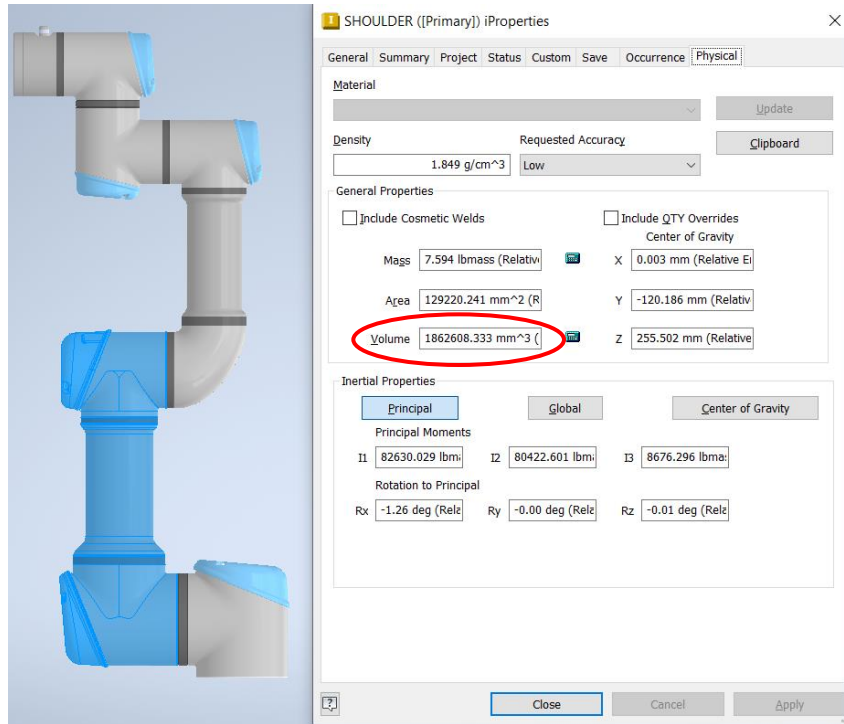 SHOULDER ([Primary]) iProperties
General Summary Project Status Custom Save Occurrence Physical
Material
Update
Density Requested Accuracy Clipboard
1.849 g/cm^3 Low
General Properties
Include Cosmetic Welds Include QTY Overrides
Center of Gravity
Mass 7.594 lbmass (Relativ X 0.003 mm (Relative E
Area 129220.241 mm^2 (R Y -120.186 mm (Relativ
Volume 1862608.333 mm^3 ( Z 255.502 mm (Relative
Inertial Properties
Principal Global Center of Gravity
Principal Moments
I1 82630.029 lbm I2 80422.601 lbm I3 8676.296 lbma
Rotation to Principal
Rx -1.26 deg (Rela Ry -0.00 deg (Rela Rz -0.01 deg (Rela
?
Close Cancel Apply